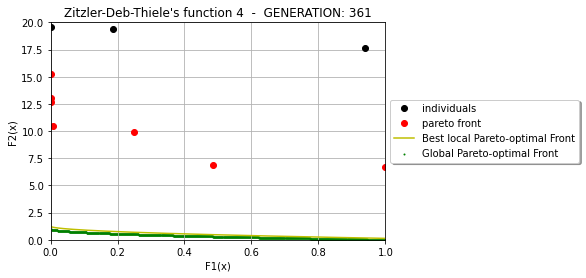 Zitzler-Deb-Thiele's function 4 - GENERATION: 361
20.0
17.5
15.0
12.5
10.0
7.5
5.0
2.5
0.0
F2(x)
0.0 0.2 0.4 0.6 0.8 1.0
F1(x)
individuals
pareto front
Best local Pareto-optimal Front
Global Pareto-optimal Front